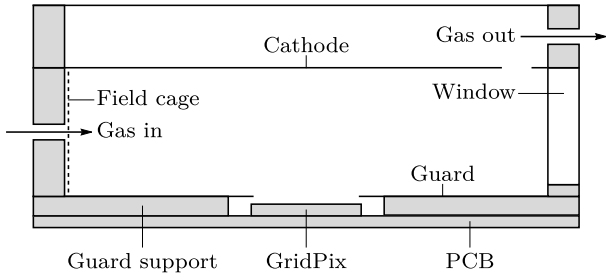 Gas out
Cathode
Window
Field cage
Gas in
Guard
Guard support
GridPix
PCB